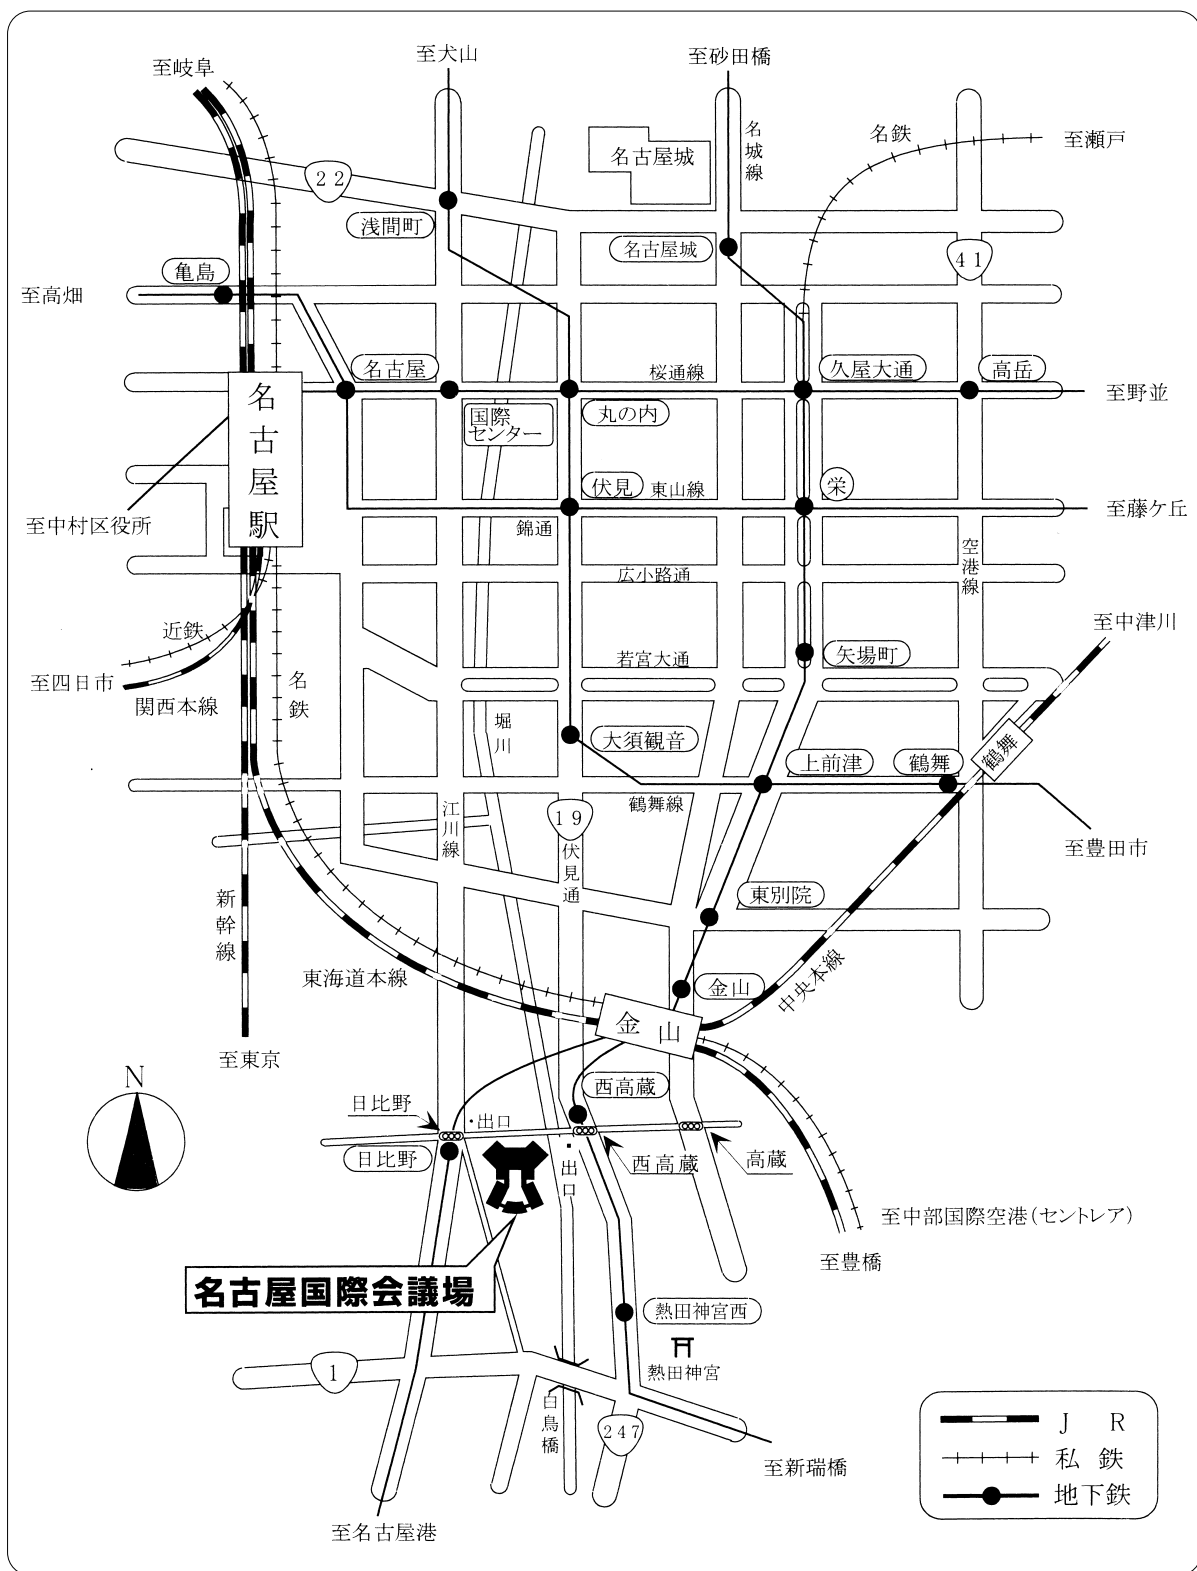 至岐阜
至犬山
至砂田橋
名城線
名鉄
至瀬戸
22
名古屋城
浅間町
名古屋城
41
亀島
至高畑
名古屋
桜通線
久屋大通
高岳
至野並
名古屋駅
国際
センター
丸の内
伏見
東山線
栄
至中村区役所
錦通
至藤ケ丘
空港線
広小路通
至中津川
近鉄
若宮大通
矢場町
至四日市
関西本線
名鉄
堀川
大須観音
上前津
鶴舞
鶴舞
江川線
19
鶴舞線
伏見通
至豊田市
新幹線
東別院
東海道本線
金山
中央本線
金山
至東京
N
西高蔵
日比野
・出口
日比野
・出口
西高蔵
高蔵
至中部国際空港(セントレア)
至豊橋
名古屋国際会議場
熱田神宮西
熱田神宮
1
白鳥橋
247
至新瑞橋
至名古屋港
JR
私鉄
地下鉄